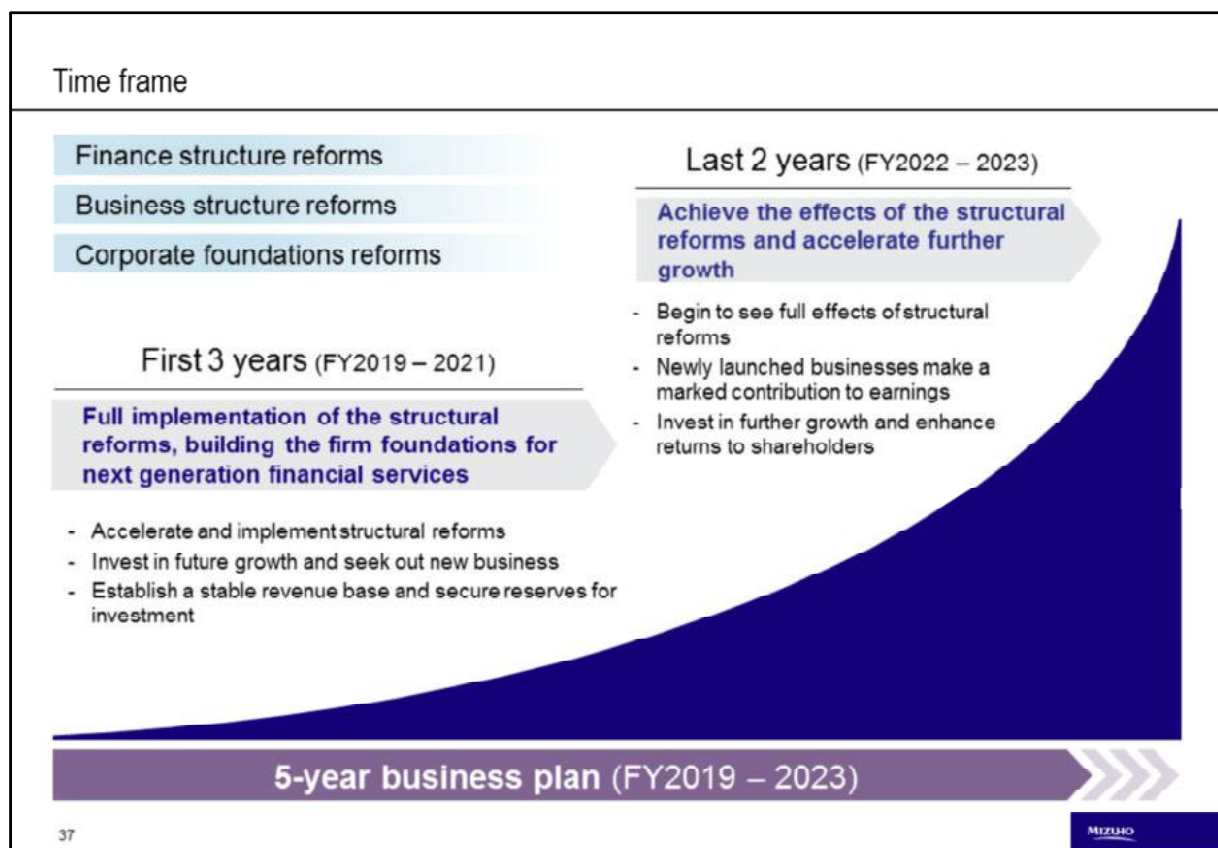 Time frame
Finance structure reforms
Business structure reforms
Corporate foundations reforms
First 3 years (FY2019 – 2021)
Full implementation of the structural
reforms, building the firm foundations for
next generation financial services
- Accelerate and implement structural reforms
- Invest in future growth and seek out new business
- Establish a stable revenue base and secure reserves for
investment
Last 2 years (FY2022 – 2023)
Achieve the effects of the structural
reforms and accelerate further
growth
- Begin to see full effects of structural
reforms
- Newly launched businesses make a
marked contribution to earnings
- Invest in further growth and enhance
returns to shareholders
5-year business plan (FY2019 – 2023)
37
MIZUHO